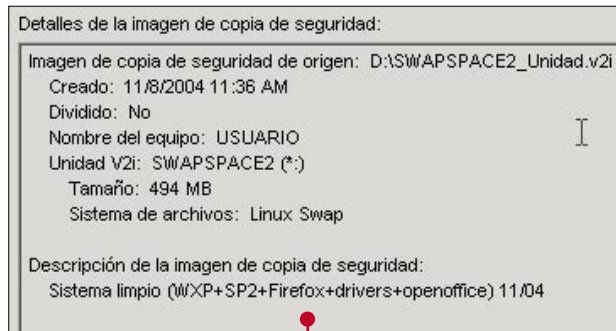 Detalles de la imagen de copia de seguridad:
Imagen de copia de seguridad de origen: D:\SWAPSPACE2_Unidad.v2i
Creado: 11/8/2004 11:36 AM
Dividido: No
Nombre del equipo: USUARIO
Unidad V2i: SWAPSPACE2 (*:)
Tamaño: 494 MB
Sistema de archivos: Linux Swap
Descripción de la imagen de copia de seguridad:
Sistema limpio (WXP+SP2+Firefox+drivers+openoffice) 11/04